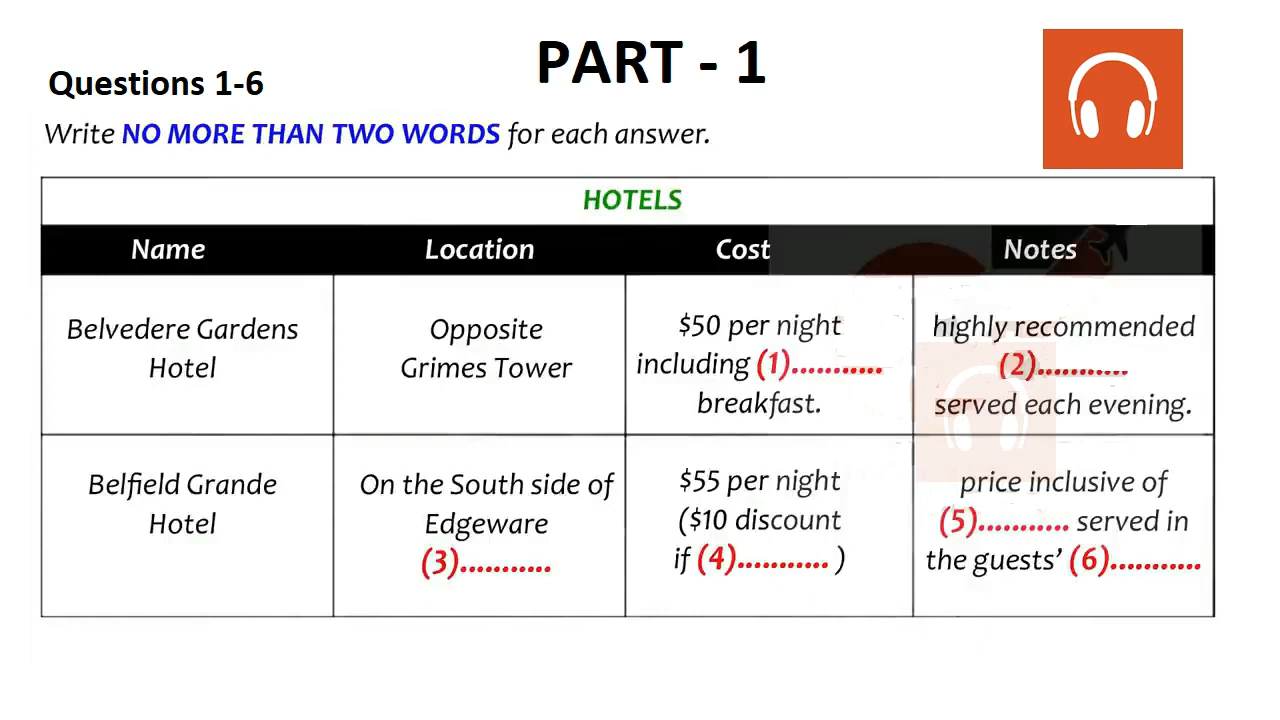 PART - 1
Questions 1-6
Write NO MORE THAN TWO WORDS for each answer.
HOTELS
Name Location Cost Notes
Belvedere Gardens
Hotel
Opposite
Grimes Tower
$50 per night
including (1)...........
breakfast.
highly recommended
(2)...........
served each evening.
Belfield Grande
Hotel
On the South side of
Edgeware
(3)...........
$55 per night
($10 discount
if (4)........... )
price inclusive of
(5)........... served in
the guests' (6)...........